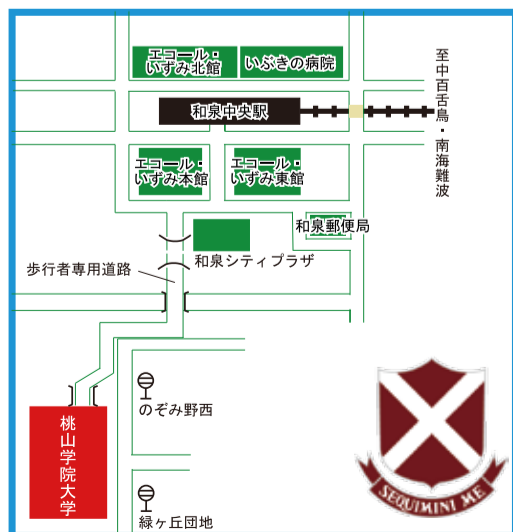 エコール・
いずみ北館
いぶきの病院
至中百舌鳥・南海難波
和泉中央駅
エコール・
いずみ本館
エコール・
いずみ東館
和泉郵便局
和泉シティプラザ
歩行者専用道路
のぞみ野西
桃山学院大学
緑ヶ丘団地
SEQUIMINI ME